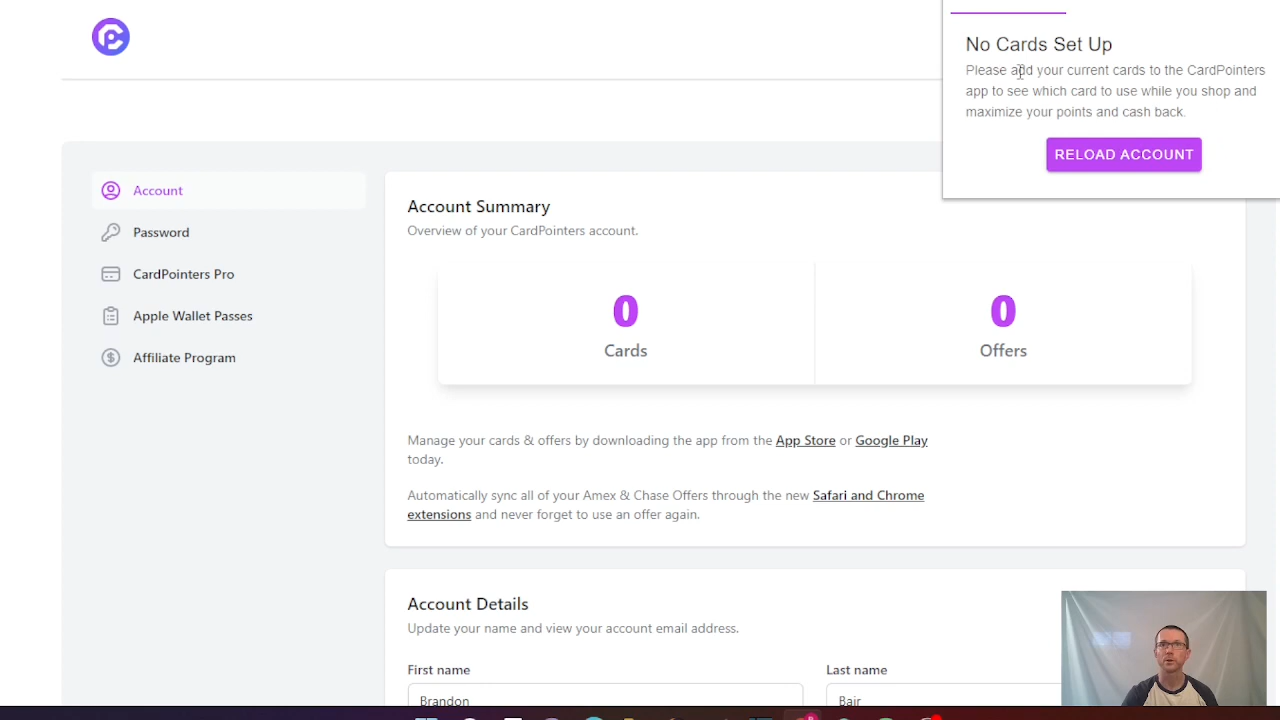 No Cards Set Up
Please add your current cards to the CardPointers
app to see which card to use while you shop and
maximize your points and cash back.
RELOAD ACCOUNT
Account
Password
CardPointers Pro
Apple Wallet Passes
Affiliate Program
Account Summary
Overview of your CardPointers account.
0
Cards
0
Offers
Manage your cards & offers by downloading the app from the App Store or Google Play
today.
Automatically sync all of your Amex & Chase Offers through the new Safari and Chrome
extensions and never forget to use an offer again.
Account Details
Update your name and view your account email address.
First name
Last name
Brandon
Bair